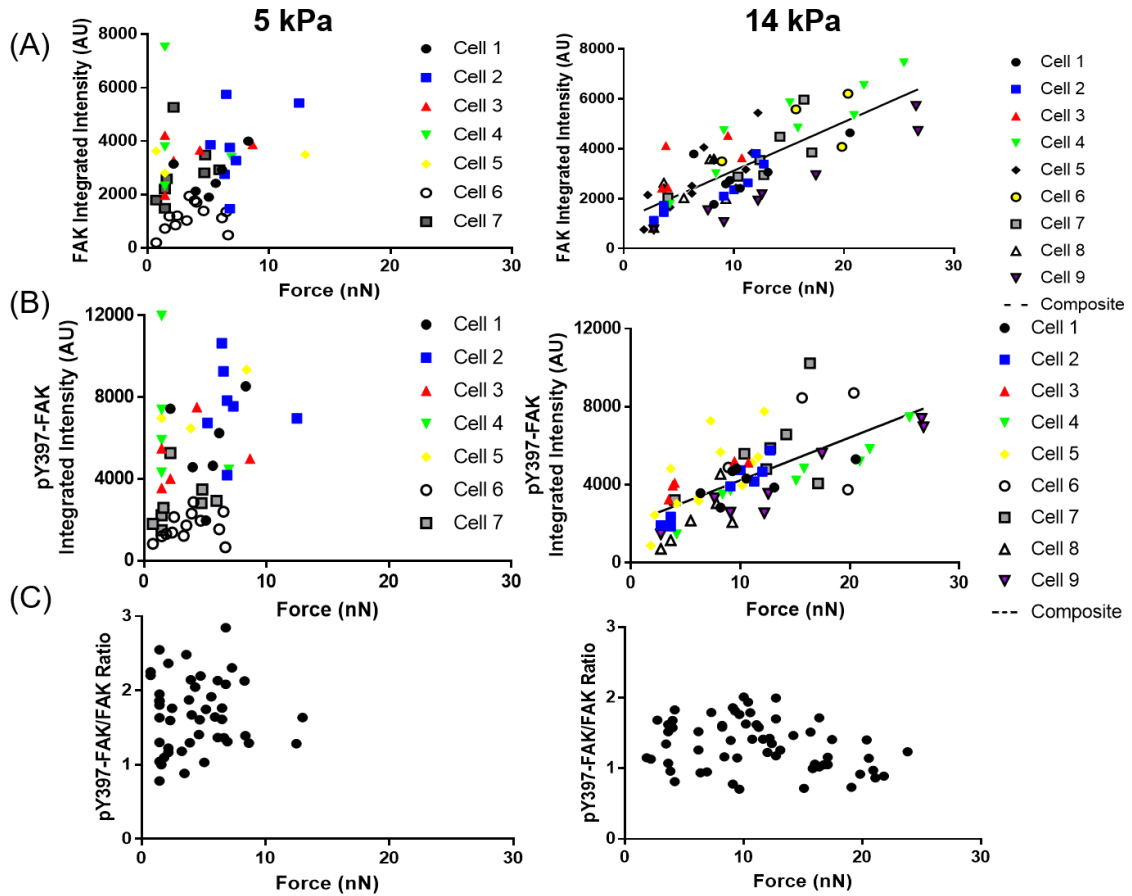 5 kPa
14 kPa
(A)
FAK Integrated Intensity (AU)
8000
6000
4000
2000
0
0
10
20
30
Force (nN)
Cell 1
Cell 2
Cell 3
Cell 4
Cell 5
Cell 6
Cell 7
FAK Integrated Intensity (AU)
8000
6000
4000
2000
0
0
10
20
30
Force (nN)
Cell 1
Cell 2
Cell 3
Cell 4
Cell 5
Cell 6
Cell 7
Cell 8
Cell 9
Composite
(B)
pY397-FAK
Integrated Intensity (AU)
12000
8000
4000
0
0
10
20
30
Force (nN)
Cell 1
Cell 2
Cell 3
Cell 4
Cell 5
Cell 6
Cell 7
pY397-FAK
Integrated Intensity (AU)
12000
8000
4000
0
0
10
20
30
Force (nN)
Cell 1
Cell 2
Cell 3
Cell 4
Cell 5
Cell 6
Cell 7
Cell 8
Cell 9
Composite
(C)
pY397-FAK/FAK Ratio
3
2
1
0
0
10
20
30
Force (nN)
pY397-FAK/FAK Ratio
3
2
1
0
0
10
20
30
Force (nN)